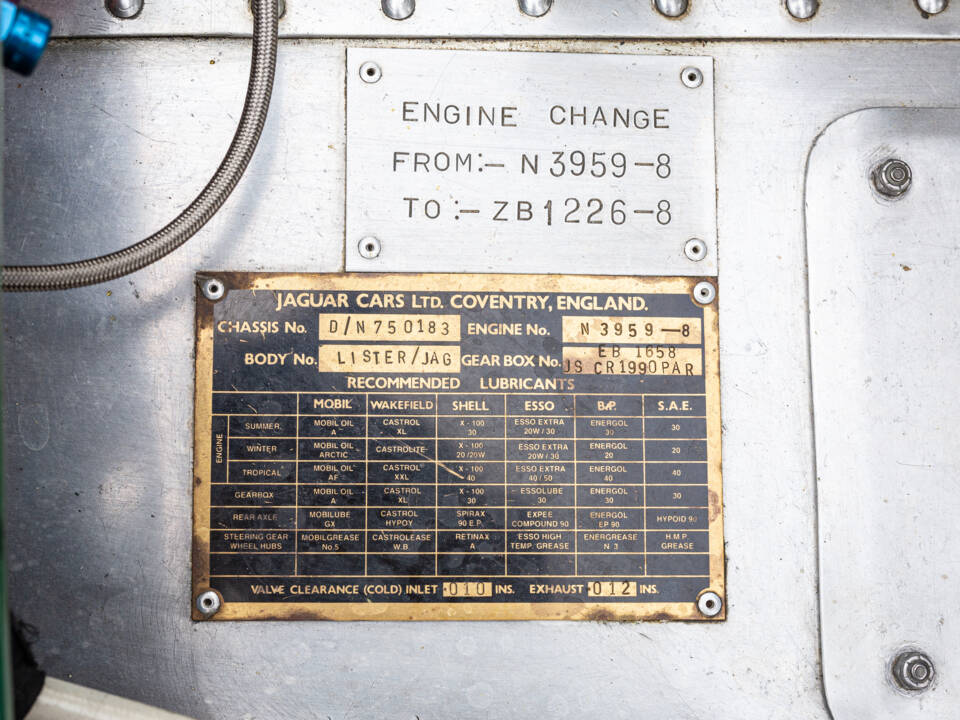 ENGINE CHANGE
FROM:– N 3959–8
TO :– ZB1226–8
JAGUAR CARS LTD. COVENTRY, ENGLAND.
CHASSIS No. D/N750183 ENGINE No. N 3959–8
BODY No. LISTER/JAG GEAR BOX No. EB 1658
JS CR1990PAR
RECOMMENDED LUBRICANTS
MOBIL WAKEFIELD SHELL ESSO B.P. S.A.E.
ENGINE
SUMMER MOBIL OIL A CASTROL XL X - 100 30 ESSO EXTRA 20W / 30 ENERGOL 30 30
WINTER MOBIL OIL ARCTIC CASTROLITE X - 100 20 / 20W ESSO EXTRA 20W / 30 ENERGOL 20 20
TROPICAL MOBIL OIL AF CASTROL XXL X - 100 40 ESSO EXTRA 40 / 50 ENERGOL 40 40
GEARBOX MOBIL OIL A CASTROL XL X - 100 30 ESSOLUBE 30 ENERGOL 30 30
REAR AXLE MOBILUBE GX CASTROL HYPOY SPIRAX 90 E.P. EXPEE COMPOUND 90 ENERGOL EP 90 HYPOID 90
STEERING GEAR WHEEL HUBS MOBILGREASE No. 5 CASTROLEASE W.B RETINAX A ESSO HIGH TEMP. GREASE ENERGREASE N 3 H.M.P. GREASE
VALVE CLEARANCE (COLD) INLET ·010 INS. EXHAUST ·012 INS.